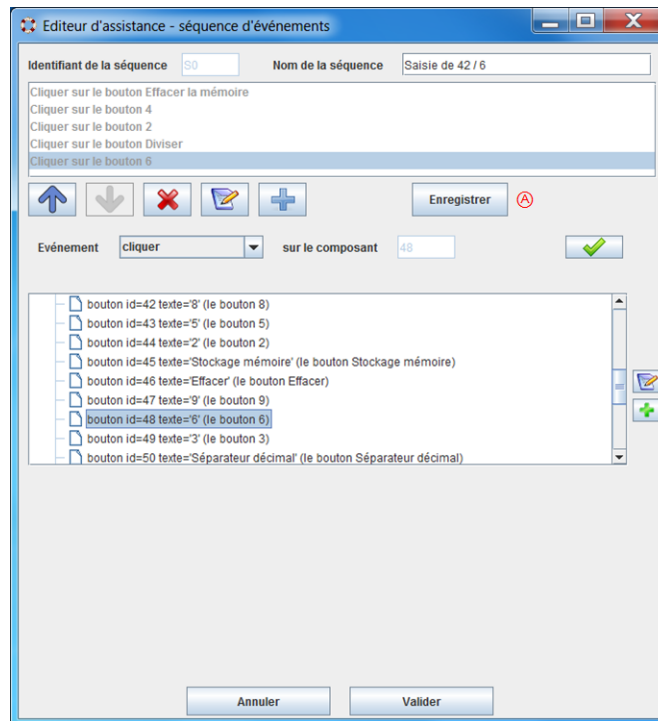 Editeur d'assistance - séquence d'événements
Identifiant de la séquence S0 Nom de la séquence Saisie de 42 / 6
Cliquer sur le bouton Effacer la mémoire
Cliquer sur le bouton 4
Cliquer sur le bouton 2
Cliquer sur le bouton Diviser
Cliquer sur le bouton 6
Enregistrer A
Evénement cliquer sur le composant 48
bouton id=42 texte='8' (le bouton 8)
bouton id=43 texte='5' (le bouton 5)
bouton id=44 texte='2' (le bouton 2)
bouton id=45 texte='Stockage mémoire' (le bouton Stockage mémoire)
bouton id=46 texte='Effacer' (le bouton Effacer)
bouton id=47 texte='9' (le bouton 9)
bouton id=48 texte='6' (le bouton 6)
bouton id=49 texte='3' (le bouton 3)
bouton id=50 texte='Séparateur décimal' (le bouton Séparateur décimal)
Annuler Valider